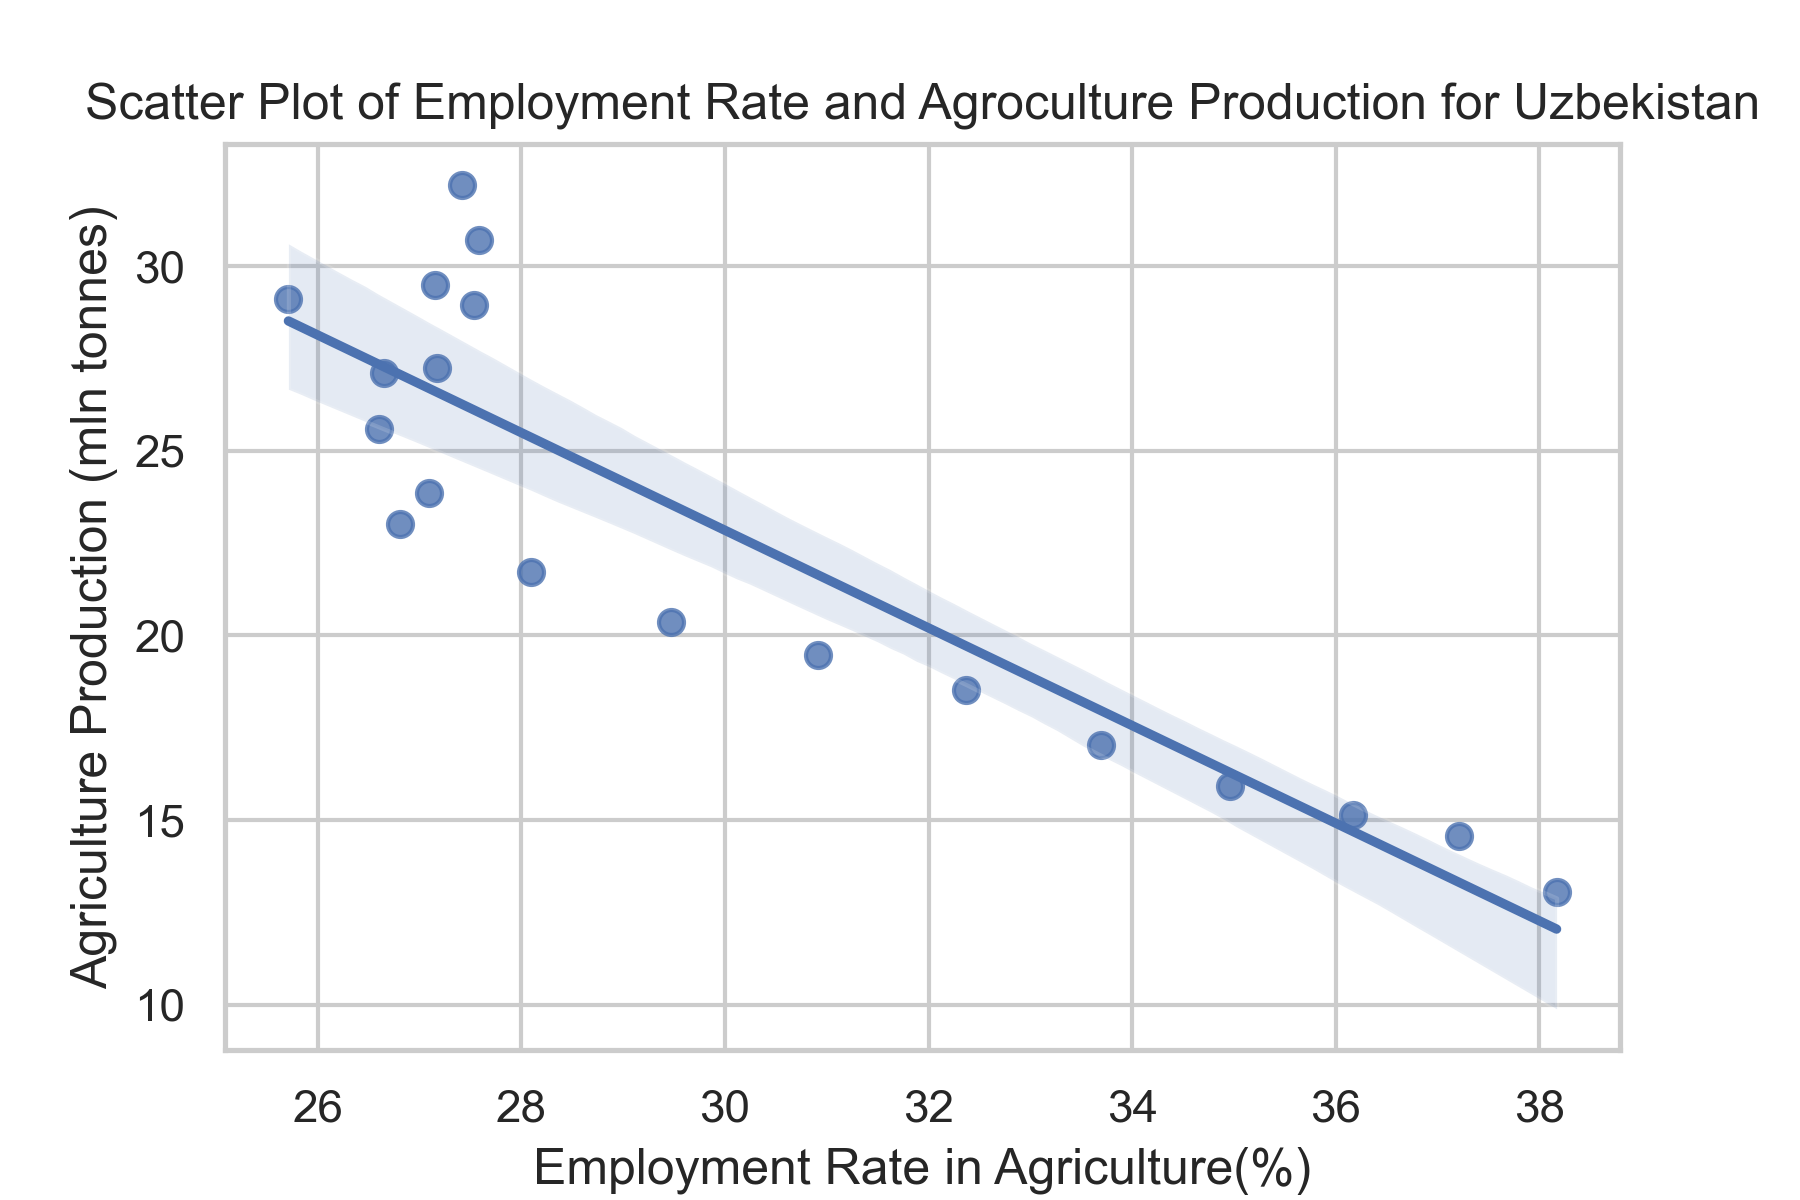 Scatter Plot of Employment Rate and Agroculture Production for Uzbekistan
Agriculture Production (mln tonnes)
30
25
20
15
10
26 28 30 32 34 36 38
Employment Rate in Agriculture(%)